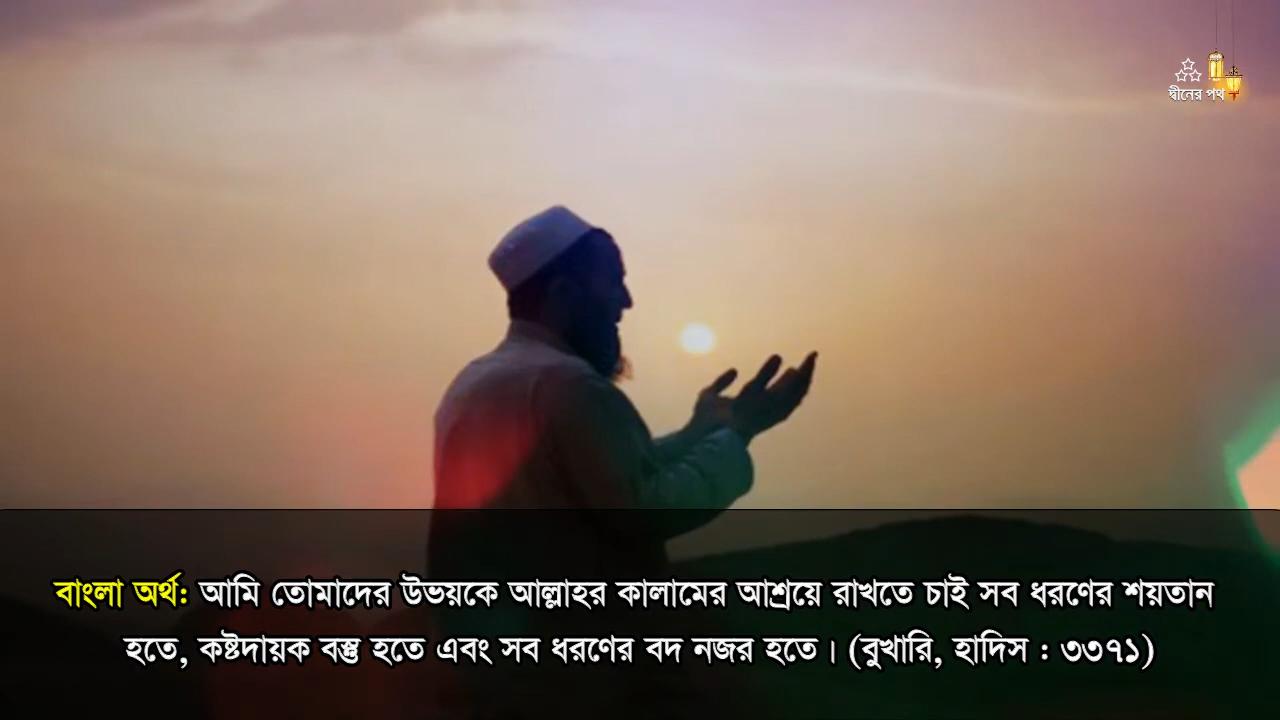 দ্বীনের পথ
বাংলা অর্থ: আমি তোমাদের উভয়কে আল্লাহর কালামের আশ্রয়ে রাখতে চাই সব ধরণের শয়তান
হতে, কষ্টদায়ক বস্তু হতে এবং সব ধরণের বদ নজর হতে। (বুখারি, হাদিস : ৩৩৭১)